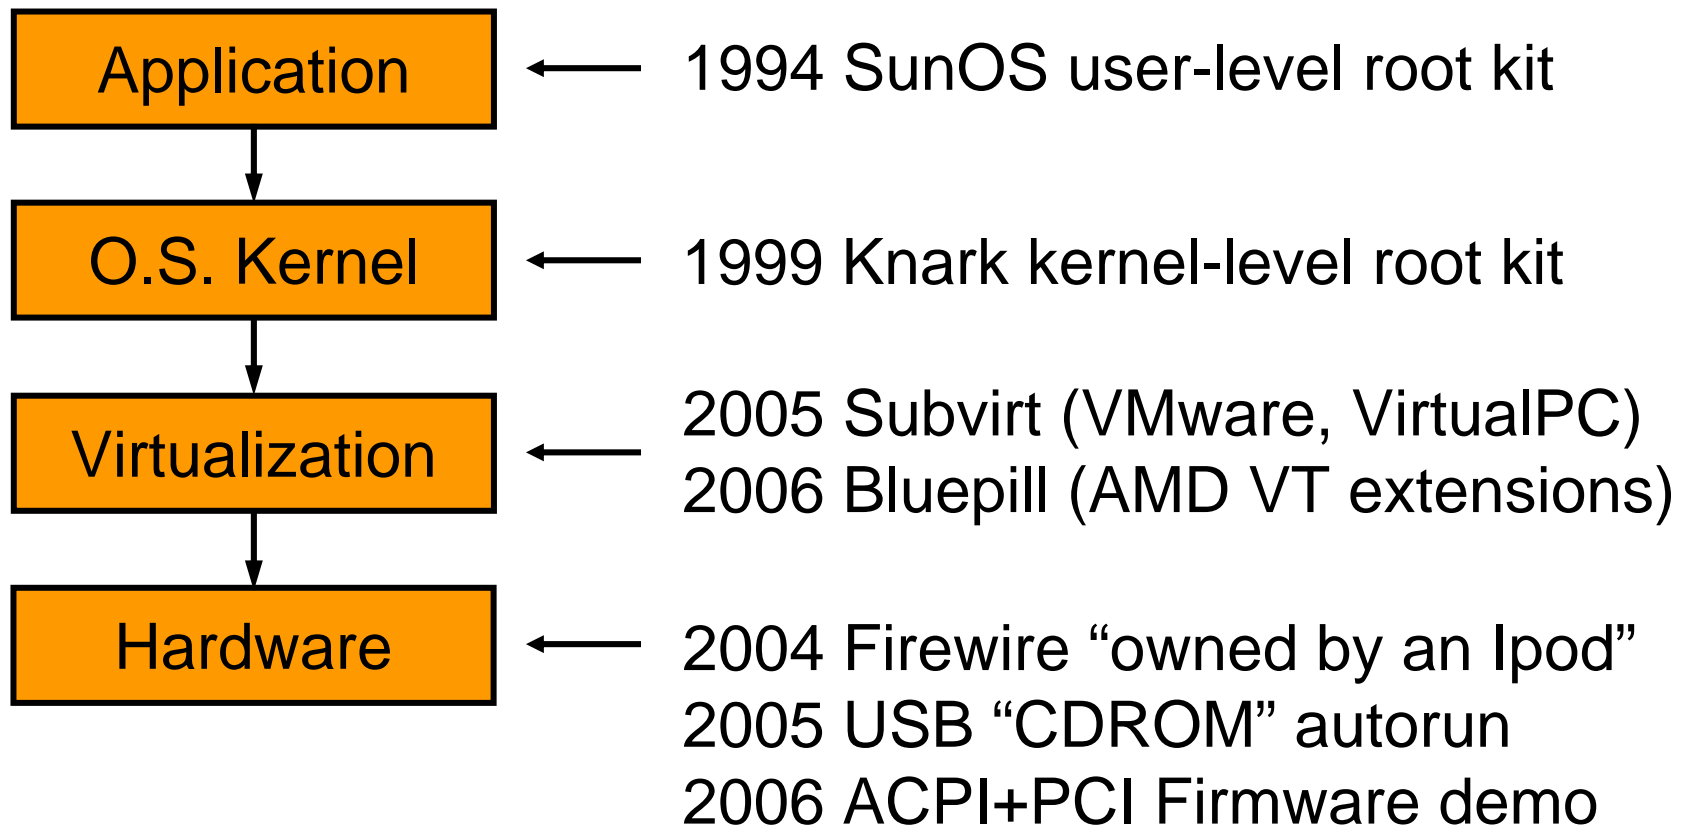 Application
1994 SunOS user-level root kit
O.S. Kernel
1999 Knark kernel-level root kit
Virtualization
2005 Subvirt (VMware, VirtualPC)
2006 Bluepill (AMD VT extensions)
Hardware
2004 Firewire “owned by an Ipod”
2005 USB “CDROM” autorun
2006 ACPI+PCI Firmware demo